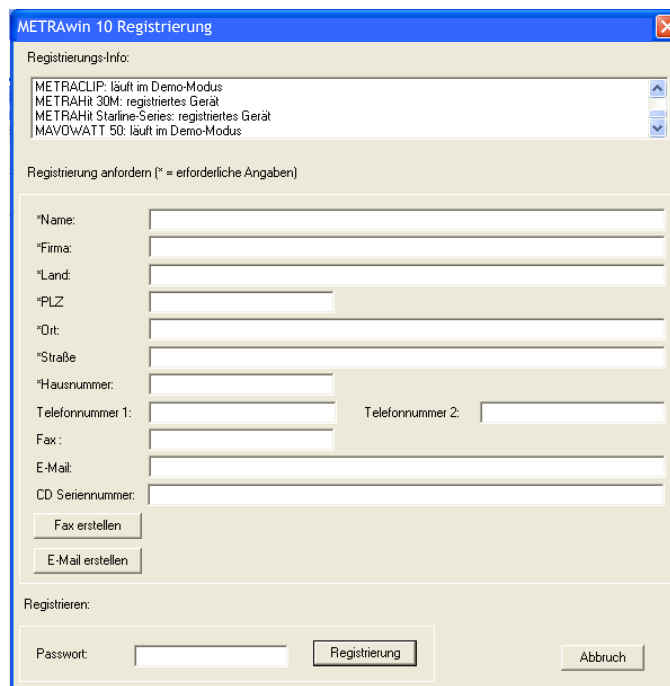 METRAwin 10 Registrierung
Registrierungs-Info:
METRACLIP: läuft im Demo-Modus
METRAHit 30M: registriertes Gerät
METRAHit Starline-Series: registriertes Gerät
MAVOWATT 50: läuft im Demo-Modus
Registrierung anfordern (* = erforderliche Angaben)
*Name:
*Firma:
*Land:
*PLZ
*Ort:
*Straße
*Hausnummer:
Telefonnummer 1: Telefonnummer 2:
Fax :
E-Mail:
CD Seriennummer:
Fax erstellen
E-Mail erstellen
Registrieren:
Passwort: Registrierung Abbruch